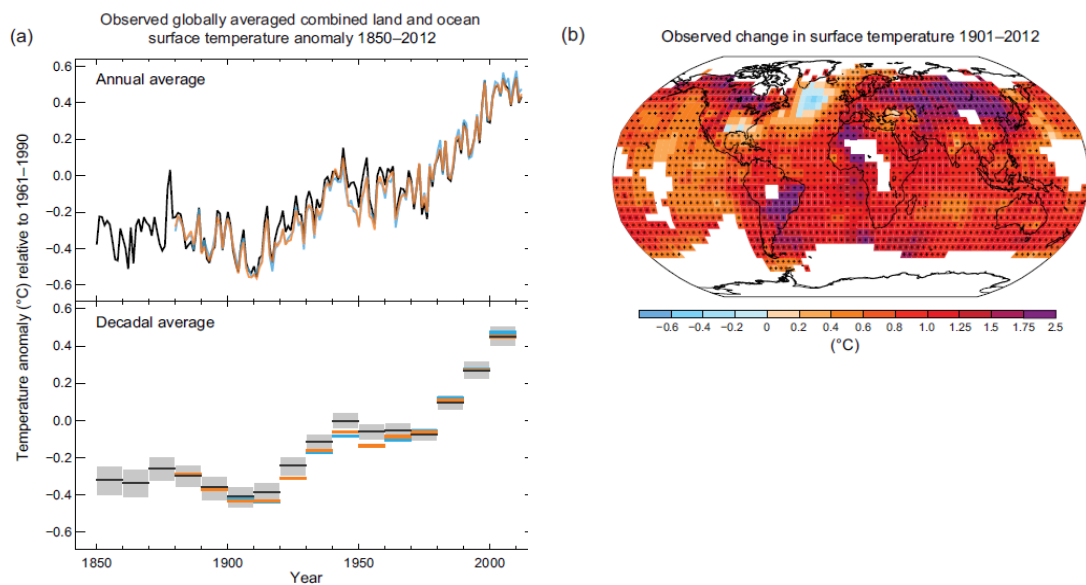 (a)
Observed globally averaged combined land and ocean
surface temperature anomaly 1850–2012
Annual average
0.6
0.4
0.2
0.0
−0.2
−0.4
−0.6
Temperature anomaly (°C) relative to 1961–1990
Decadal average
0.6
0.4
0.2
0.0
−0.2
−0.4
−0.6
1850
1900
1950
2000
Year
(b)
Observed change in surface temperature 1901–2012
−0.6 −0.4 −0.2 0 0.2 0.4 0.6 0.8 1.0 1.25 1.5 1.75 2.5
(°C)